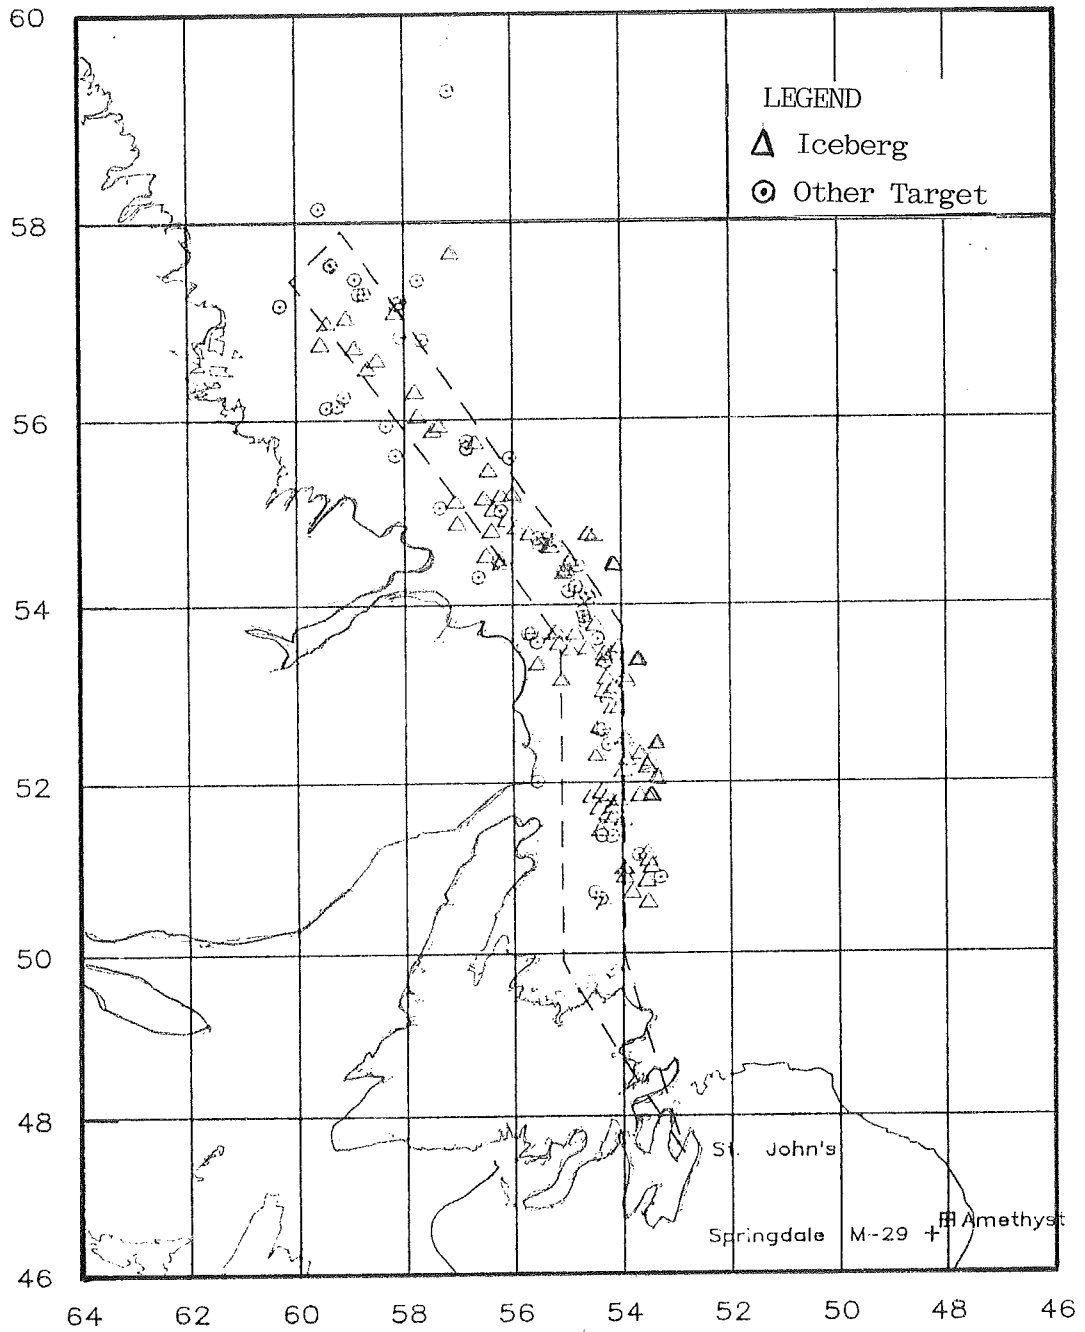 60
LEGEND
Iceberg
Other Target
58
56
54
52
50
48
St. John's
Amethyst
Springdale M-29
46
64 62 60 58 56 54 52 50 48 46